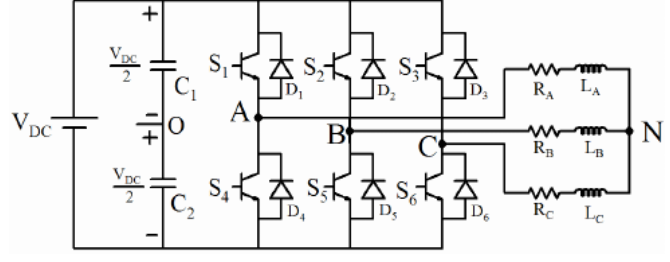 +
V_DC/2
C₁
S₁
D₁
S₂
D₂
S₃
D₃
R_A
L_A
A
V_DC
−
+
O
B
R_B
L_B
N
C
V_DC/2
C₂
S₄
D₄
S₅
D₅
S₆
D₆
R_C
L_C
−